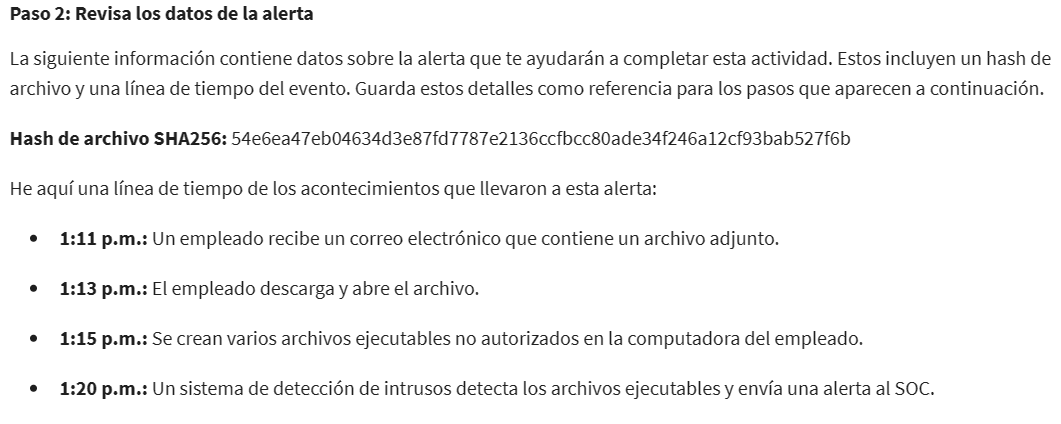 Paso 2: Revisa los datos de la alerta
La siguiente información contiene datos sobre la alerta que te ayudarán a completar esta actividad. Estos incluyen un hash de
archivo y una línea de tiempo del evento. Guarda estos detalles como referencia para los pasos que aparecen a continuación.
Hash de archivo SHA256: 54e6ea47eb04634d3e87fd7787e2136ccfbcc80ade34f246a12cf93bab527f6b
He aquí una línea de tiempo de los acontecimientos que llevaron a esta alerta:
• 1:11 p.m.: Un empleado recibe un correo electrónico que contiene un archivo adjunto.
• 1:13 p.m.: El empleado descarga y abre el archivo.
• 1:15 p.m.: Se crean varios archivos ejecutables no autorizados en la computadora del empleado.
• 1:20 p.m.: Un sistema de detección de intrusos detecta los archivos ejecutables y envía una alerta al SOC.